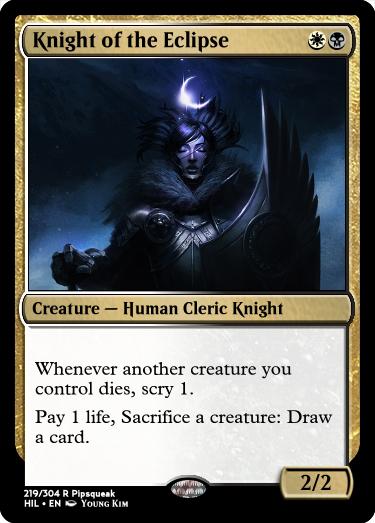 Knight of the Eclipse
Creature — Human Cleric Knight
Whenever another creature you
control dies, scry 1.
Pay 1 life, Sacrifice a creature: Draw
a card.
2/2
219/304 R Pipsqueak
HIL • EN Young Kim